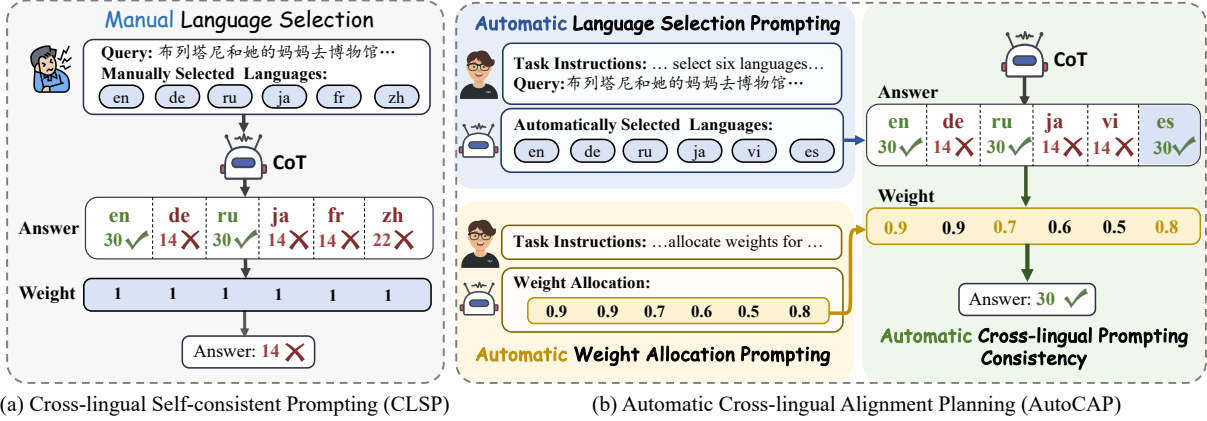 Manual Language Selection
Query: 布列塔尼和她的妈妈去博物馆…
Manually Selected Languages:
en de ru ja fr zh
CoT
Answer
en de ru ja fr zh
30 14 30 14 14 22
Weight
1 1 1 1 1 1
Answer: 14
(a) Cross-lingual Self-consistent Prompting (CLSP)
Automatic Language Selection Prompting
Task Instructions: … select six languages…
Query:布列塔尼和她的妈妈去博物馆…
Automatically Selected Languages:
en de ru ja vi es
Task Instructions: …allocate weights for …
Weight Allocation:
0.9 0.9 0.7 0.6 0.5 0.8
Automatic Weight Allocation Prompting
CoT
Answer
en de ru ja vi es
30 14 30 14 14 30
Weight
0.9 0.9 0.7 0.6 0.5 0.8
Answer: 30
Automatic Cross-lingual Prompting
Consistency
(b) Automatic Cross-lingual Alignment Planning (AutoCAP)